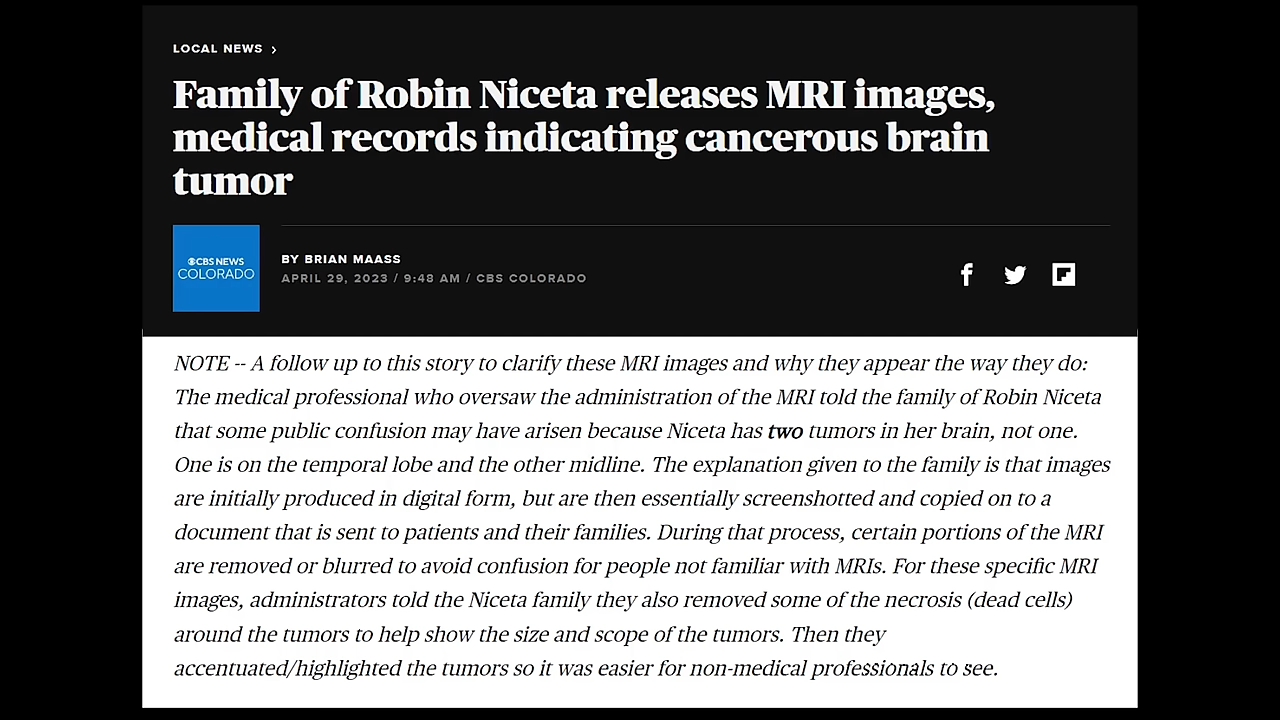 LOCAL NEWS >
Family of Robin Niceta releases MRI images,
medical records indicating cancerous brain
tumor
CBS NEWS
COLORADO
BY BRIAN MAASS
APRIL 29, 2023 / 9:48 AM / CBS COLORADO
NOTE -- A follow up to this story to clarify these MRI images and why they appear the way they do:
The medical professional who oversaw the administration of the MRI told the family of Robin Niceta
that some public confusion may have arisen because Niceta has two tumors in her brain, not one.
One is on the temporal lobe and the other midline. The explanation given to the family is that images
are initially produced in digital form, but are then essentially screenshotted and copied on to a
document that is sent to patients and their families. During that process, certain portions of the MRI
are removed or blurred to avoid confusion for people not familiar with MRIs. For these specific MRI
images, administrators told the Niceta family they also removed some of the necrosis (dead cells)
around the tumors to help show the size and scope of the tumors. Then they
accentuated/highlighted the tumors so it was easier for non-medical professionals to see.